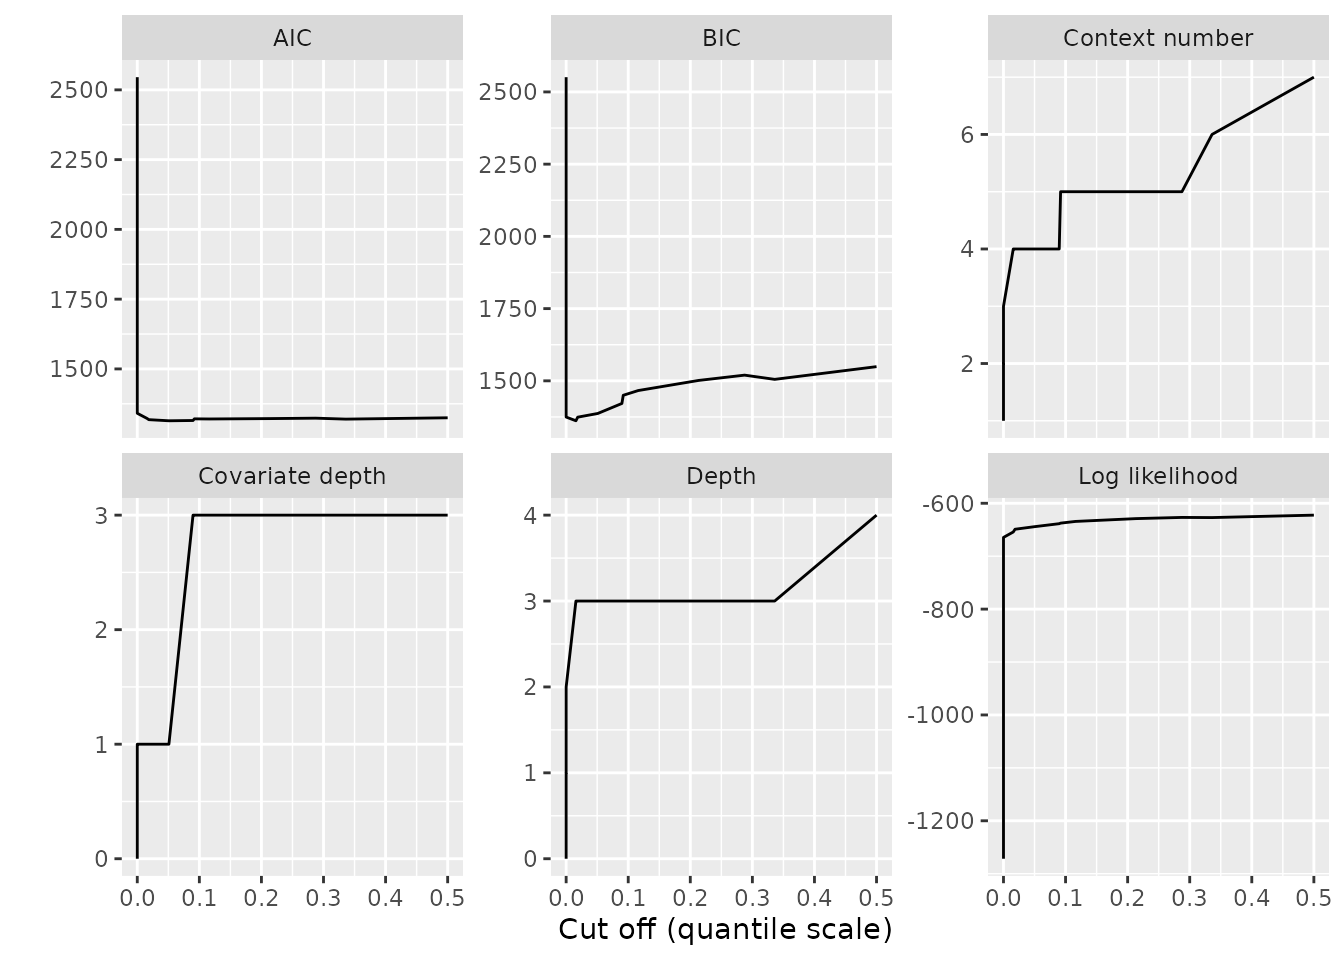 AIC
BIC
Context number
2500
2250
2000
1750
1500
2500
2250
2000
1750
1500
6
4
2
Covariate depth
Depth
Log likelihood
3
2
1
0
4
3
2
1
0
-600
-800
-1000
-1200
0.0 0.1 0.2 0.3 0.4 0.5
0.0 0.1 0.2 0.3 0.4 0.5
0.0 0.1 0.2 0.3 0.4 0.5
Cut off (quantile scale)